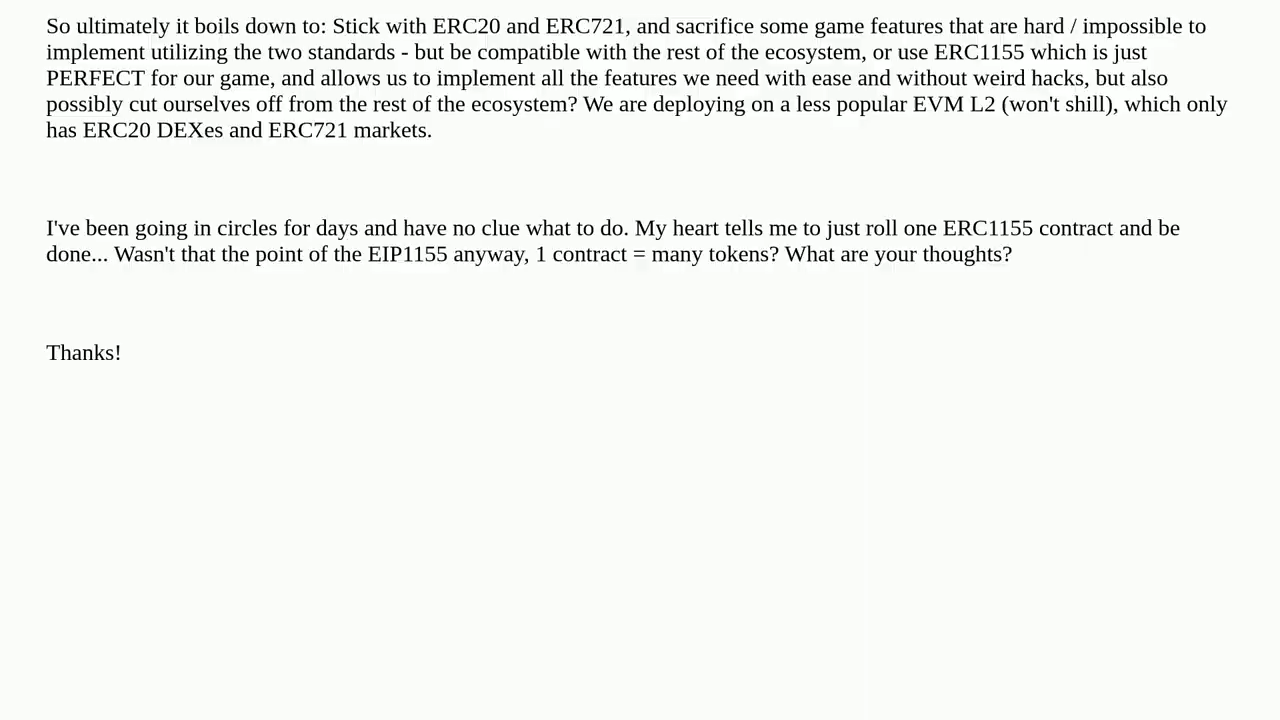 So ultimately it boils down to: Stick with ERC20 and ERC721, and sacrifice some game features that are hard / impossible to
implement utilizing the two standards - but be compatible with the rest of the ecosystem, or use ERC1155 which is just
PERFECT for our game, and allows us to implement all the features we need with ease and without weird hacks, but also
possibly cut ourselves off from the rest of the ecosystem? We are deploying on a less popular EVM L2 (won't shill), which only
has ERC20 DEXes and ERC721 markets.
I've been going in circles for days and have no clue what to do. My heart tells me to just roll one ERC1155 contract and be
done... Wasn't that the point of the EIP1155 anyway, 1 contract = many tokens? What are your thoughts?
Thanks!